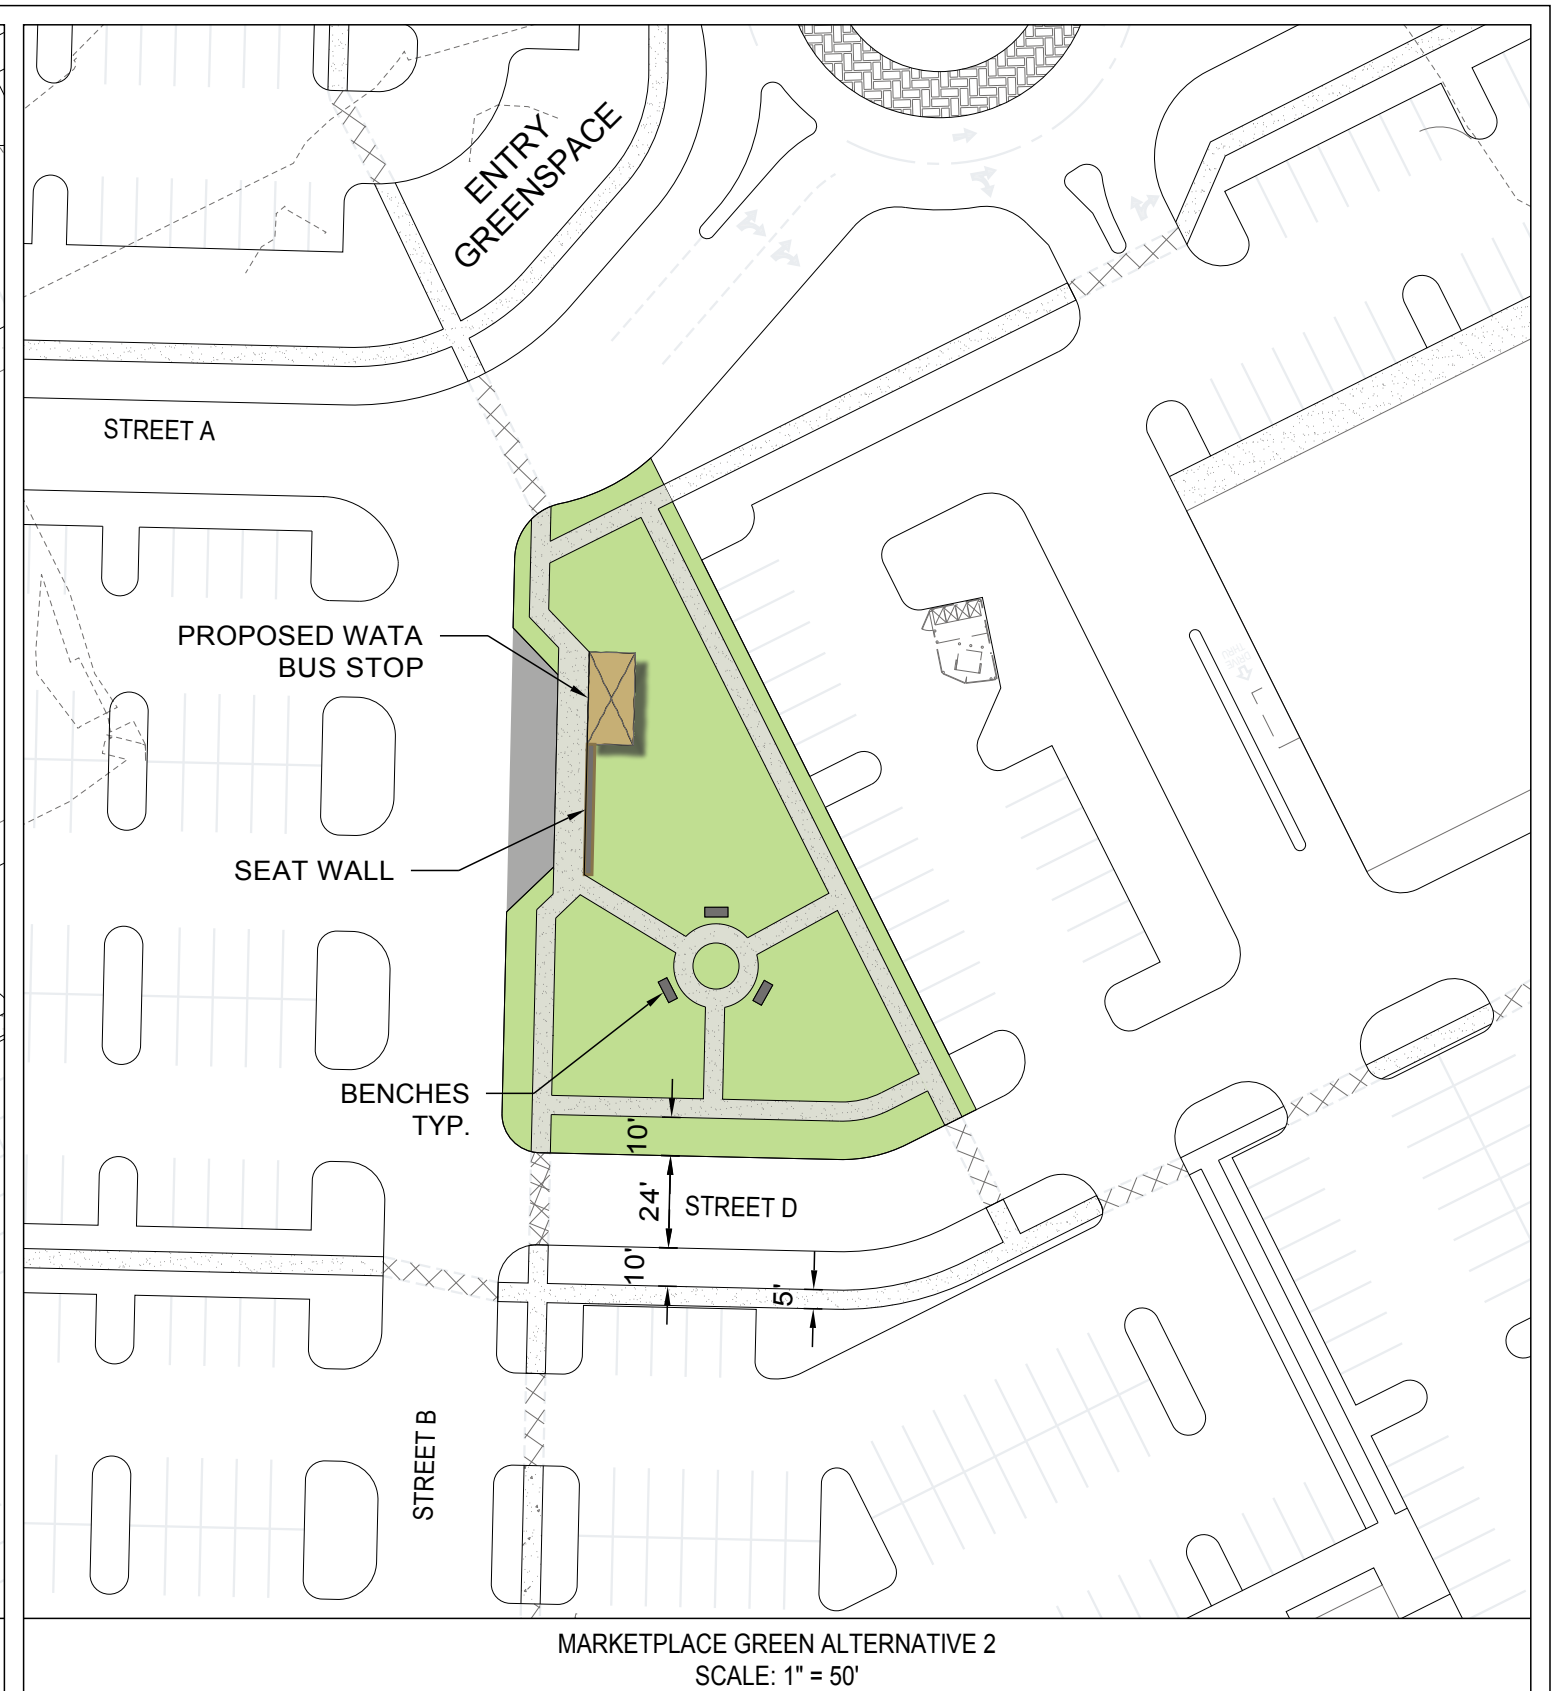 ENTRY
GREENSPACE
STREET A
PROPOSED WATA
BUS STOP
SEAT WALL
BENCHES
TYP.
10'
24'
STREET D
10'
5'
STREET B
MARKETPLACE GREEN ALTERNATIVE 2
SCALE: 1" = 50'